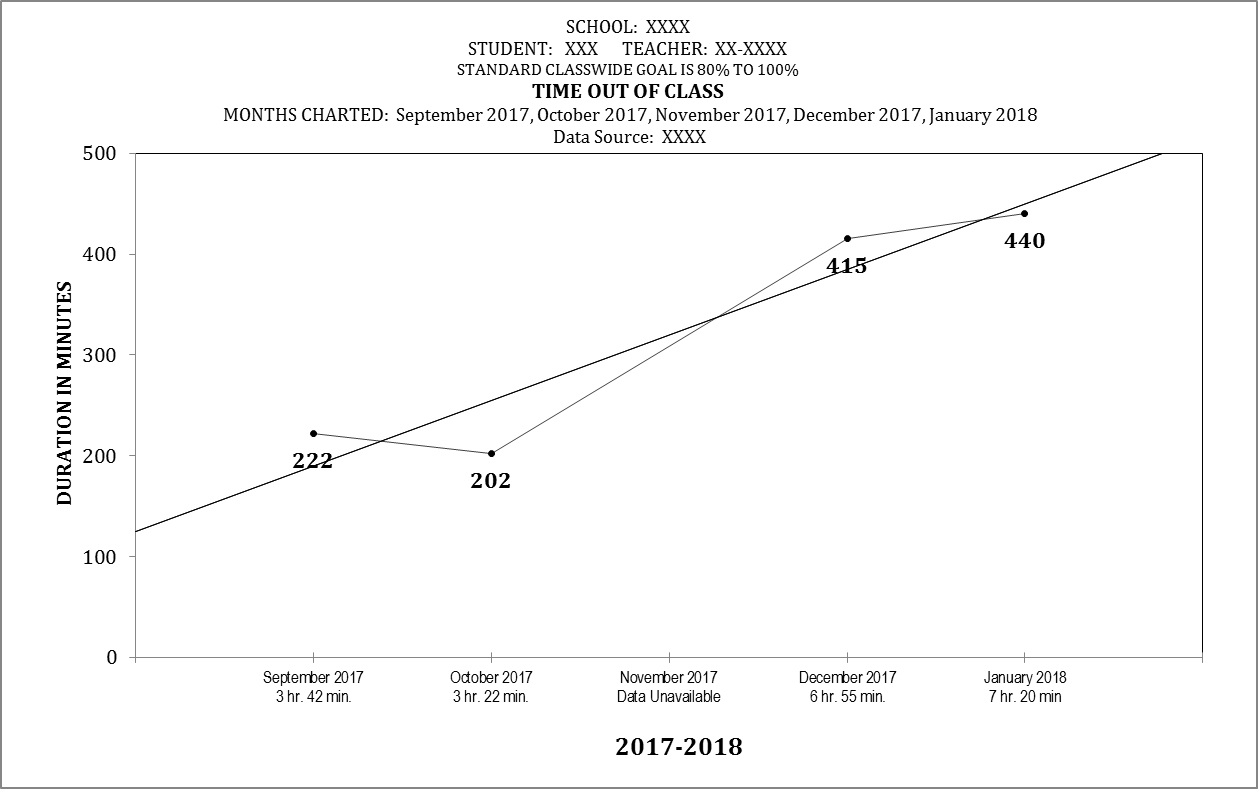 SCHOOL: XXXX
STUDENT: XXX TEACHER: XX-XXXX
STANDARD CLASSWIDE GOAL IS 80% TO 100%
TIME OUT OF CLASS
MONTHS CHARTED: September 2017, October 2017, November 2017, December 2017, January 2018
Data Source: XXXX
DURATION IN MINUTES
500
400
300
200
100
0
222
202
415
440
September 2017
3 hr. 42 min.
October 2017
3 hr. 22 min.
November 2017
Data Unavailable
December 2017
6 hr. 55 min.
January 2018
7 hr. 20 min
2017-2018